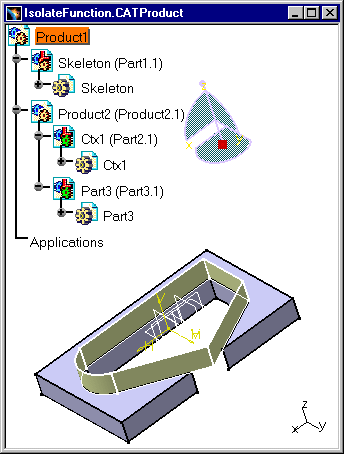 IsolateFunction.CATProduct
Product1
Skeleton (Part1.1)
Skeleton
Product2 (Product2.1)
Ctx1 (Part2.1)
Ctx1
Part3 (Part3.1)
Part3
Applications
z
x
y